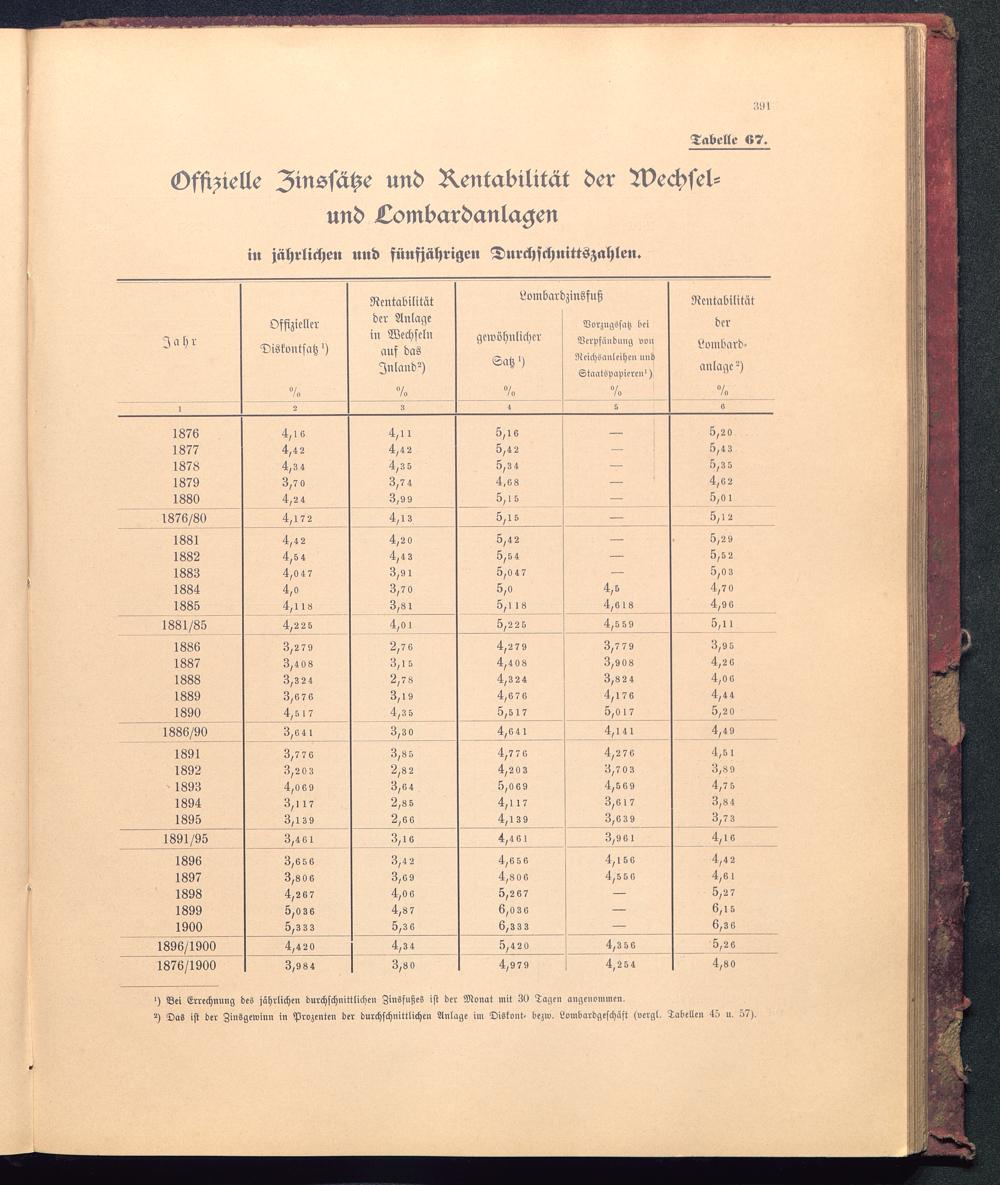 391
Tabelle 67.
Offizielle Zinssätze und Rentabilität der Wechsel-
und Lombardanlagen
in jährlichen und fünfjährigen Durchschnittszahlen.
Jahr
Offizieller
Diskontsatz ¹)
%
Rentabilität
der Anlage
in Wechseln
auf das
Inland²)
%
Lombardzinsfuß
gewöhnlicher
Satz ¹)
%
Vorzugssatz bei
Verpfändung von
Reichsanleihen und
Staatspapieren¹)
%
Rentabilität
der
Lombard-
anlage ²)
%
1 2 3 4 5 6
1876 4,16 4,11 5,16 — 5,20
1877 4,42 4,42 5,42 — 5,43
1878 4,34 4,35 5,34 — 5,35
1879 3,70 3,74 4,68 — 4,62
1880 4,24 3,99 5,15 — 5,01
1876/80 4,172 4,13 5,15 — 5,12
1881 4,42 4,20 5,42 — 5,29
1882 4,54 4,43 5,54 — 5,52
1883 4,047 3,91 5,047 — 5,03
1884 4,0 3,70 5,0 4,5 4,70
1885 4,118 3,81 5,118 4,618 4,96
1881/85 4,225 4,01 5,225 4,559 5,11
1886 3,279 2,76 4,279 3,779 3,95
1887 3,408 3,15 4,408 3,908 4,26
1888 3,324 2,78 4,324 3,824 4,06
1889 3,676 3,19 4,676 4,176 4,44
1890 4,517 4,35 5,517 5,017 5,20
1886/90 3,641 3,30 4,641 4,141 4,49
1891 3,776 3,85 4,776 4,276 4,51
1892 3,203 2,82 4,203 3,703 3,89
1893 4,069 3,64 5,069 4,569 4,75
1894 3,117 2,85 4,117 3,617 3,84
1895 3,139 2,66 4,139 3,639 3,73
1891/95 3,461 3,16 4,461 3,961 4,16
1896 3,656 3,42 4,656 4,156 4,42
1897 3,806 3,69 4,806 4,556 4,61
1898 4,267 4,06 5,267 — 5,27
1899 5,036 4,87 6,036 — 6,15
1900 5,333 5,36 6,333 — 6,36
1896/1900 4,420 4,34 5,420 4,356 5,26
1876/1900 3,984 3,80 4,979 4,254 4,80
¹) Bei Errechnung des jährlichen durchschnittlichen Zinsfußes ist der Monat mit 30 Tagen angenommen.
²) Das ist der Zinsgewinn in Prozenten der durchschnittlichen Anlage im Diskont- bezw. Lombardgeschäft (vergl. Tabellen 45 u. 57).